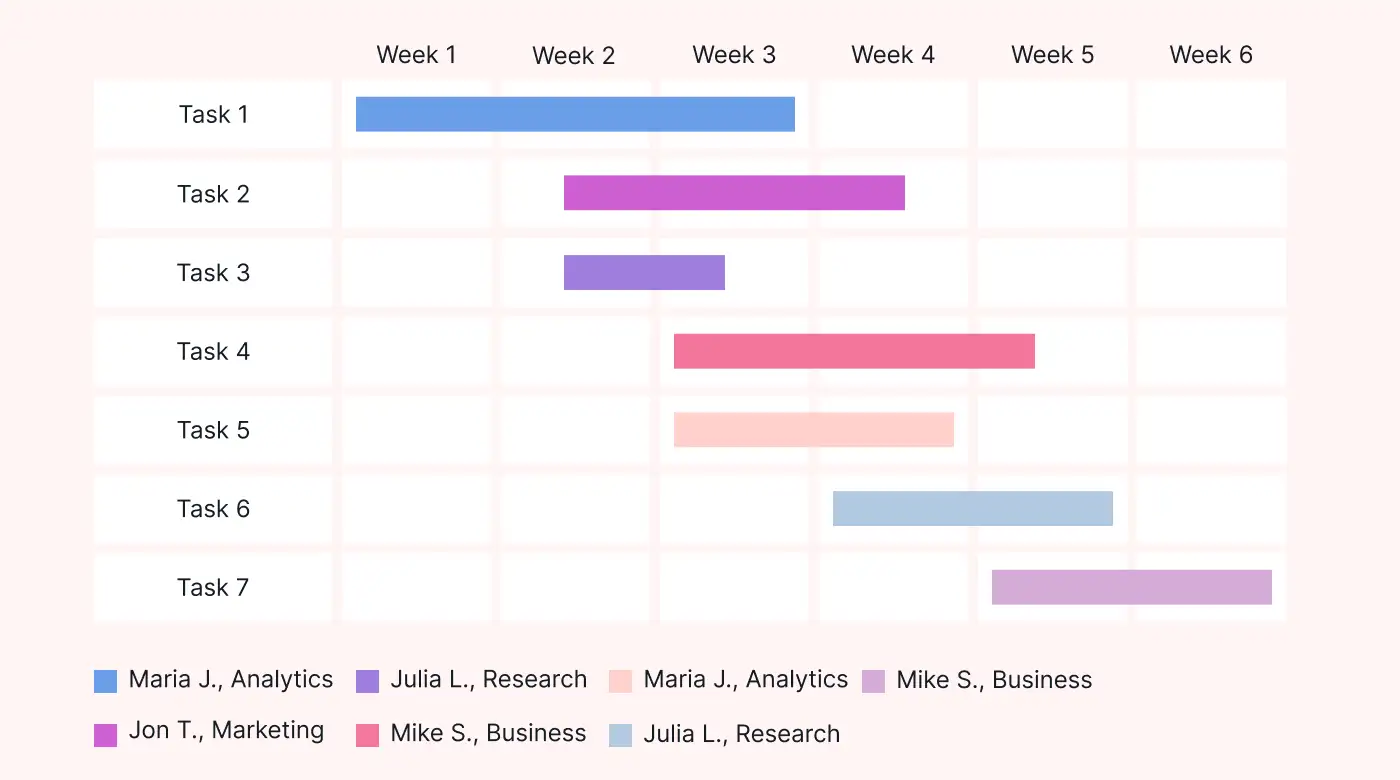 Week 1 Week 2 Week 3 Week 4 Week 5 Week 6
Task 1
Task 2
Task 3
Task 4
Task 5
Task 6
Task 7
Maria J., Analytics Julia L., Research Maria J., Analytics Mike S., Business
Jon T., Marketing Mike S., Business Julia L., Research